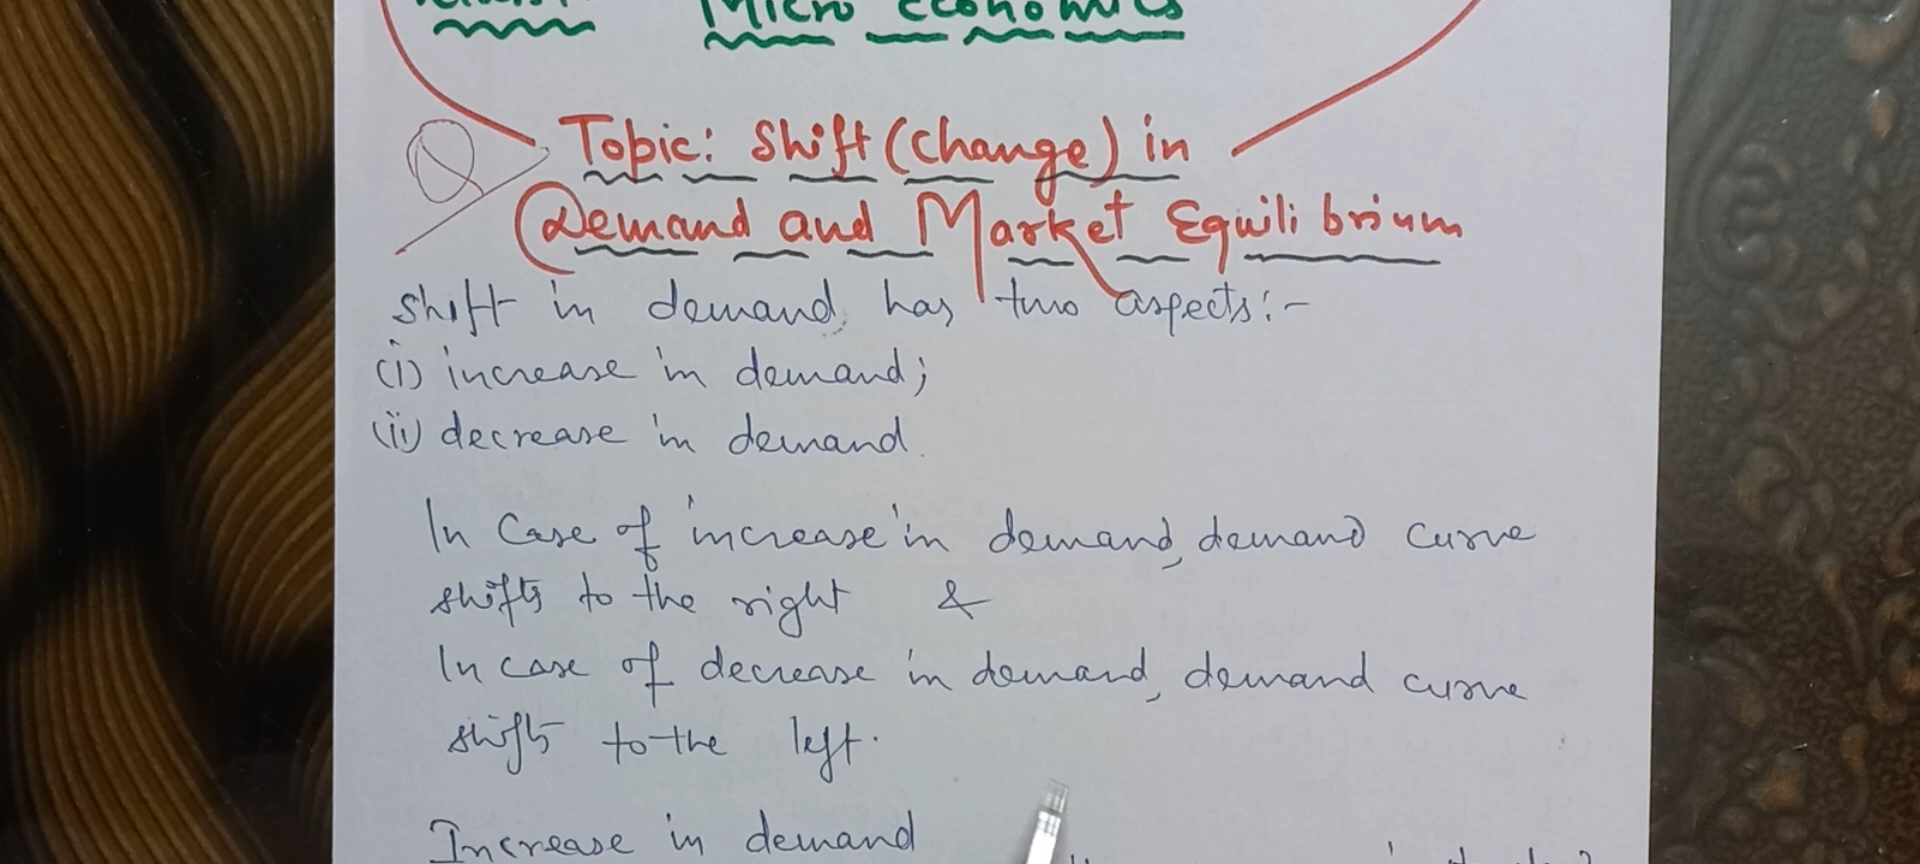 Micro economics
Topic: Shift (change) in
Demand and Market Equilibrium
Shift in demand has two aspects:-
(i) increase in demand;
(ii) decrease in demand.
In Case of increase in demand, demand curve
shifts to the right &
In case of decrease in demand, demand curve
shifts to the left.
Increase in demand